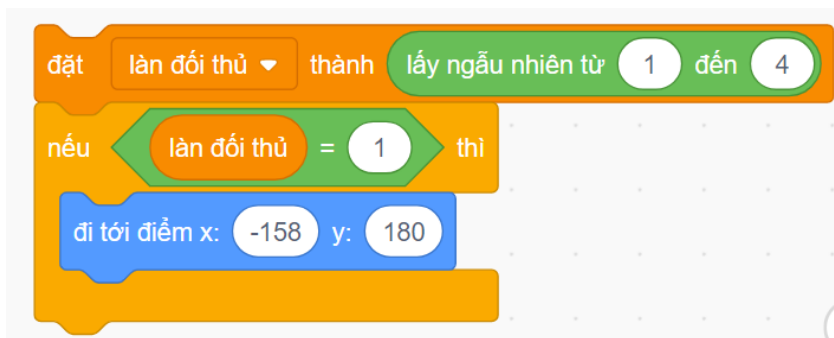 đặt làn đối thủ thành lấy ngẫu nhiên từ 1 đến 4
nếu làn đối thủ = 1 thì
đi tới điểm x: -158 y: 180